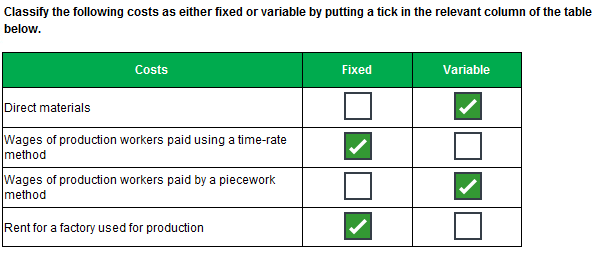 Classify the following costs as either fixed or variable by putting a tick in the relevant column of the table
below.
Costs Fixed Variable
Direct materials
Wages of production workers paid using a time-rate
method
Wages of production workers paid by a piecework
method
Rent for a factory used for production